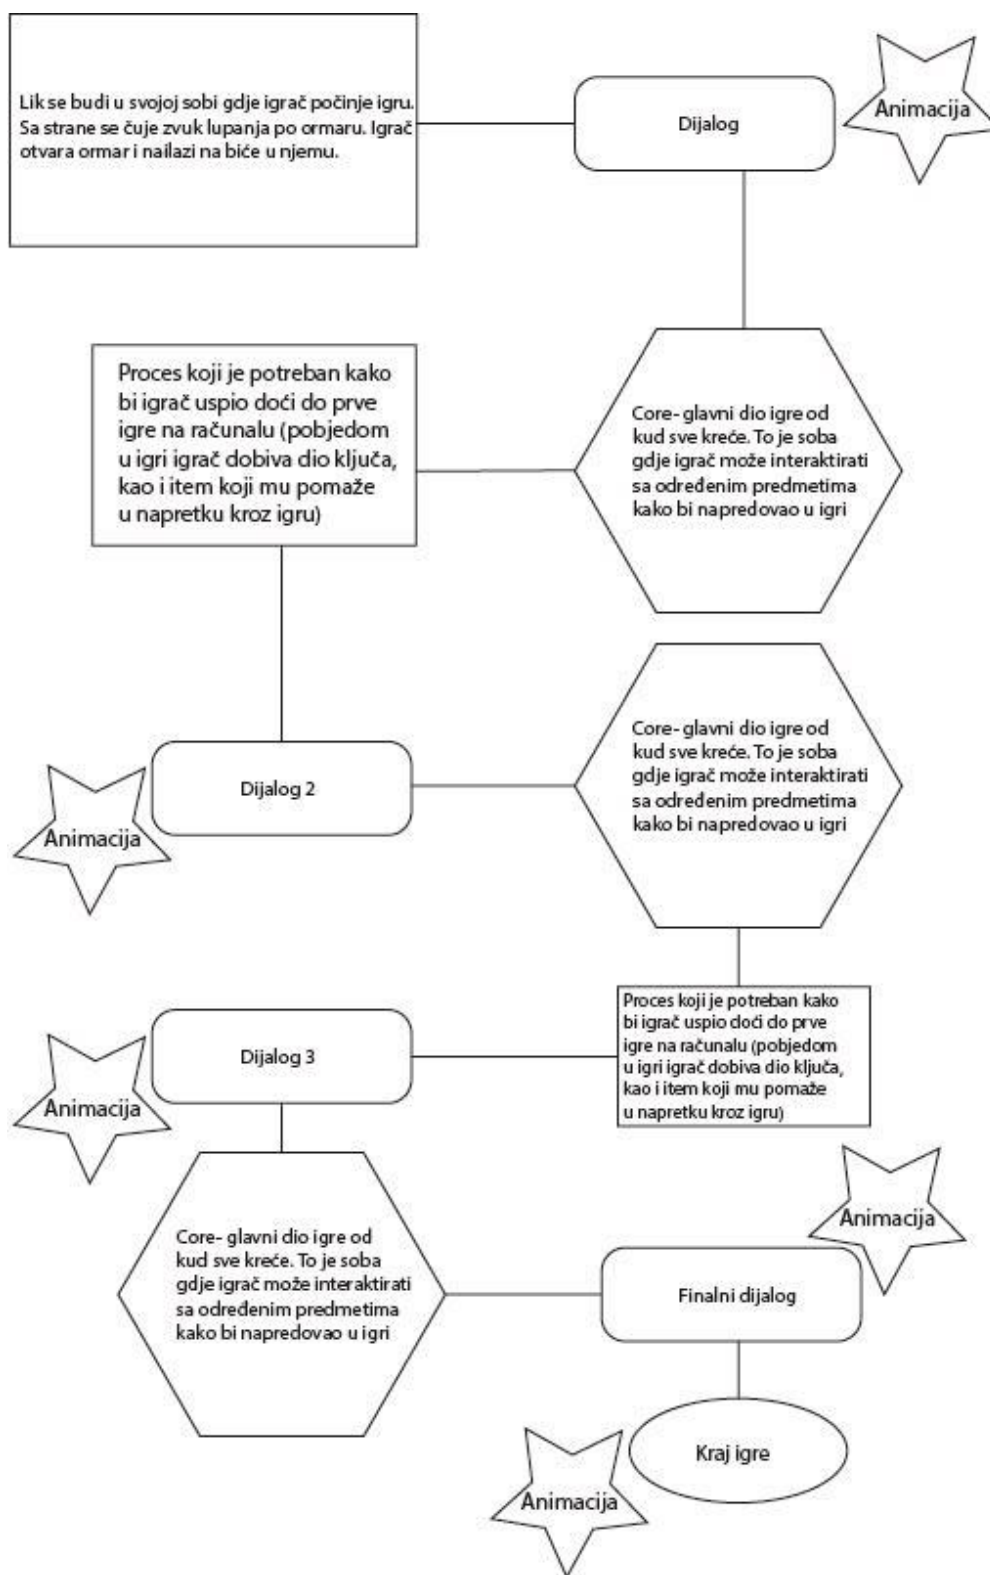 Lik se budi u svojoj sobi gdje igrač počinje igru.
Sa strane se čuje zvuk lupanja po ormaru. Igrač
otvara ormar i nailazi na biće u njemu.
Dijalog
Animacija
Proces koji je potreban kako
bi igrač uspio doći do prve
igre na računalu (pobjedom
u igri igrač dobiva dio ključa,
kao i item koji mu pomaže
u napretku kroz igru)
Core- glavni dio igre od
kud sve kreće. To je soba
gdje igrač može interaktirati
sa određenim predmetima
kako bi napredovao u igri
Animacija
Dijalog 2
Core- glavni dio igre od
kud sve kreće. To je soba
gdje igrač može interaktirati
sa određenim predmetima
kako bi napredovao u igri
Animacija
Dijalog 3
Proces koji je potreban kako
bi igrač uspio doći do prve
igre na računalu (pobjedom
u igri igrač dobiva dio ključa,
kao i item koji mu pomaže
u napretku kroz igru)
Core- glavni dio igre od
kud sve kreće. To je soba
gdje igrač može interaktirati
sa određenim predmetima
kako bi napredovao u igri
Animacija
Finalni dijalog
Kraj igre
Animacija